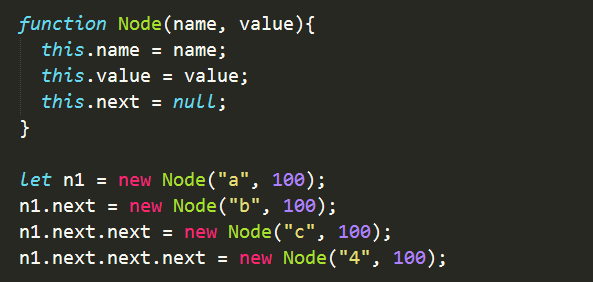 function Node(name, value){
  this.name = name;
  this.value = value;
  this.next = null;
}

let n1 = new Node("a", 100);
n1.next = new Node("b", 100);
n1.next.next = new Node("c", 100);
n1.next.next.next = new Node("4", 100);